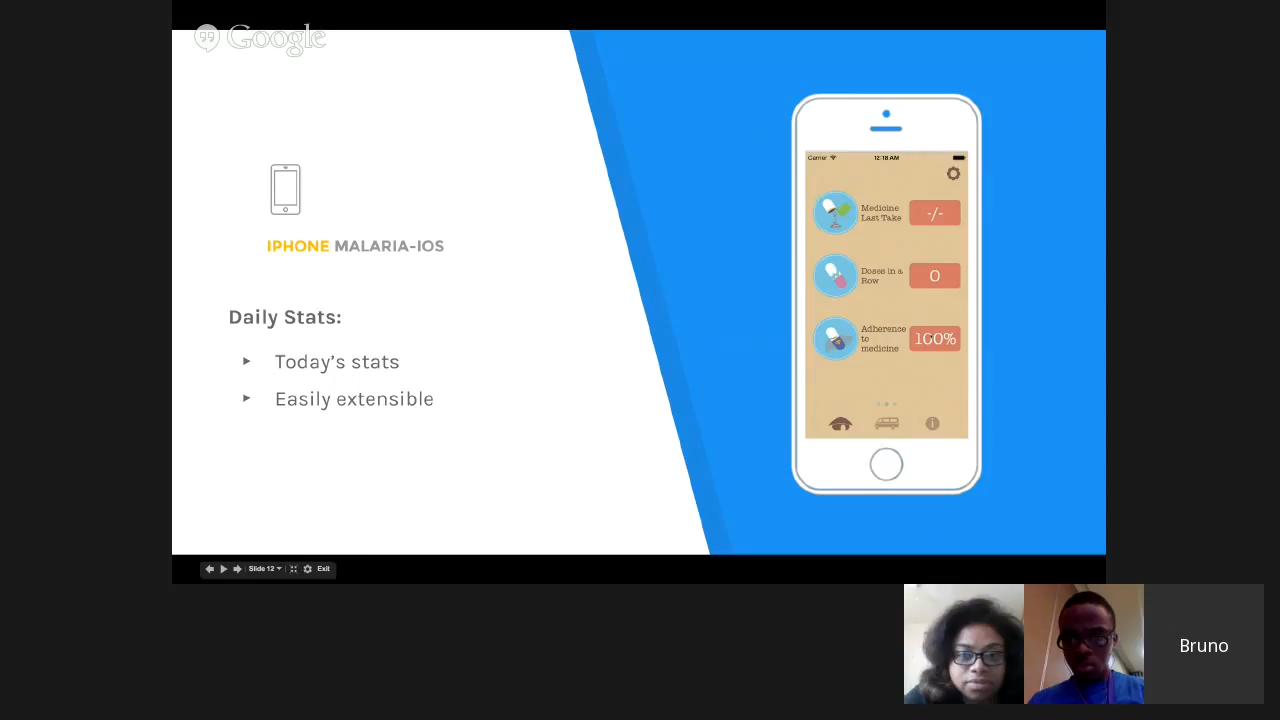 Google
IPHONE MALARIA-IOS
Daily Stats:
Today's stats
Easily extensible
Carrier
12:18 AM
Medicine
Last Take
-/-
Doses in a
Row
0
Adherence
to
medicine
100%
Slide 12
Exit
Bruno